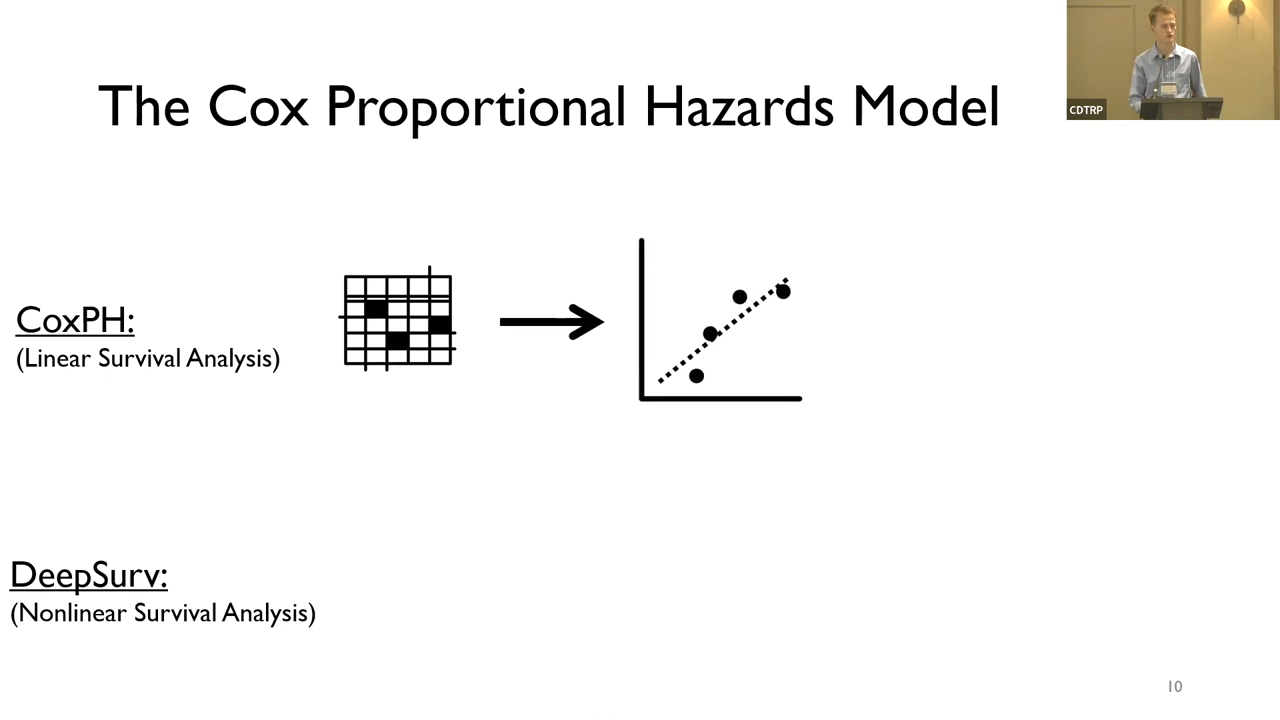 The Cox Proportional Hazards Model
CDTRP
CoxPH:
(Linear Survival Analysis)
DeepSurv:
(Nonlinear Survival Analysis)
10